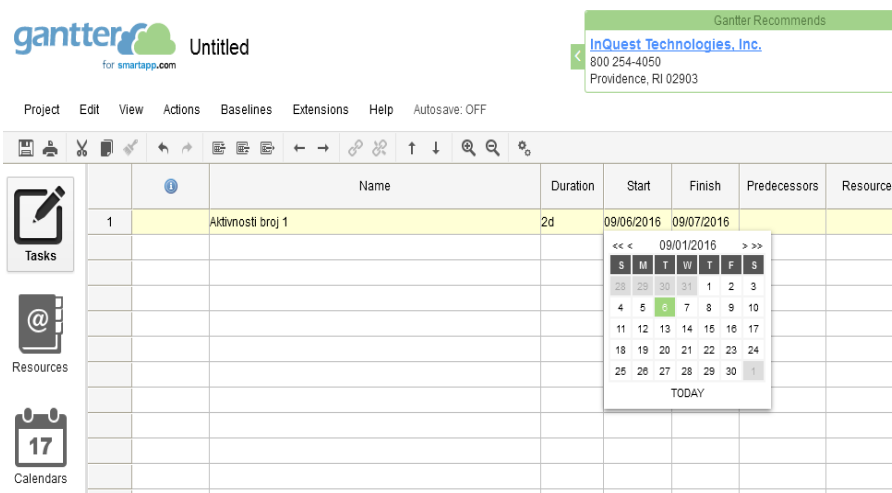 gantter
for smartapp.com
Untitled
Gantter Recommends
<
InQuest Technologies, Inc.
800 254-4050
Providence, RI 02903
Project Edit View Actions Baselines Extensions Help Autosave: OFF
Name Duration Start Finish Predecessors Resource
1 Aktivnosti broj 1 2d 09/06/2016 09/07/2016
Tasks
<< < 09/01/2016 > >>
S M T W T F S
28 29 30 31 1 2 3
4 5 6 7 8 9 10
11 12 13 14 15 16 17
18 19 20 21 22 23 24
25 26 27 28 29 30 1
TODAY
@
Resources
17
Calendars